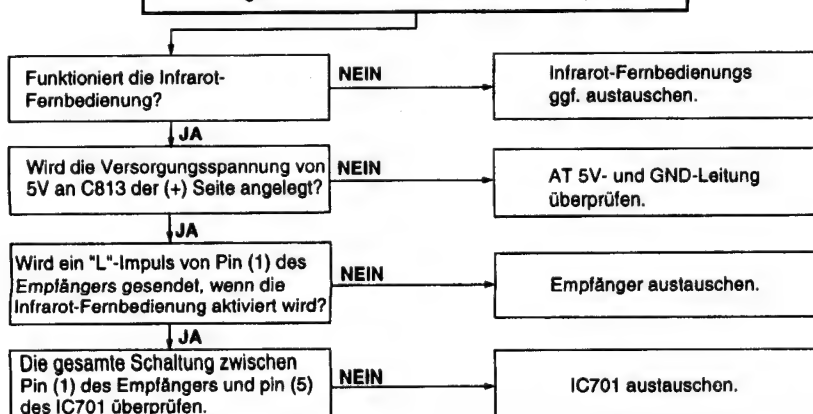 Funktioniert die Infrarot-
Fernbedienung?
NEIN
Infrarot-Fernbedienungs
ggf. austauschen.
JA
Wird die Versorgungsspannung von
5V an C813 der (+) Seite angelegt?
NEIN
AT 5V- und GND-Leitung
überprüfen.
JA
Wird ein "L"-Impuls von Pin (1) des
Empfängers gesendet, wenn die
Infrarot-Fernbedienung aktiviert wird?
NEIN
Empfänger austauschen.
JA
Die gesamte Schaltung zwischen
Pin (1) des Empfängers und pin (5)
des IC701 überprüfen.
NEIN
IC701 austauschen.